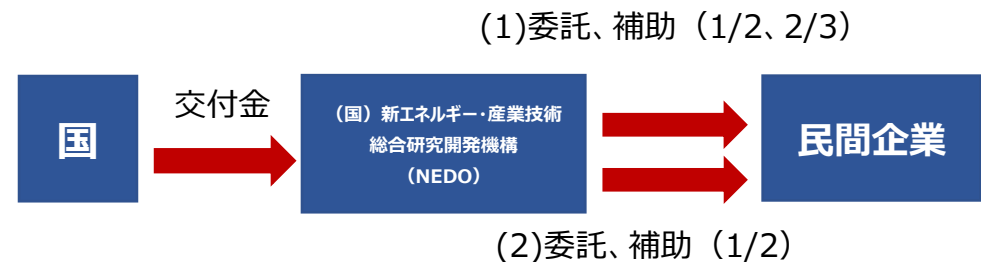 (1)委託、補助（1/2、2/3）
国
交付金
（国）新エネルギー・産業技術
総合研究開発機構
（NEDO）
民間企業
(2)委託、補助（1/2）